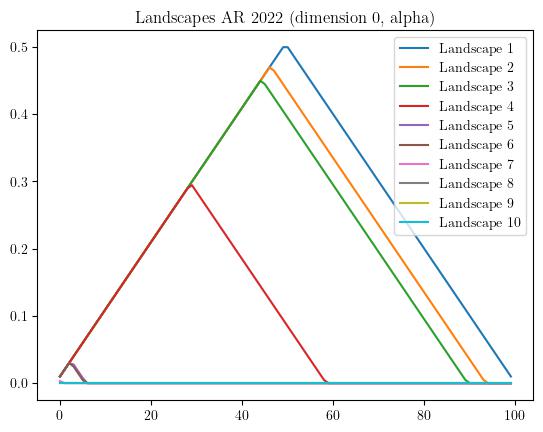 Landscapes AR 2022 (dimension 0, alpha)
0.5
0.4
0.3
0.2
0.1
0.0
0 20 40 60 80 100
Landscape 1
Landscape 2
Landscape 3
Landscape 4
Landscape 5
Landscape 6
Landscape 7
Landscape 8
Landscape 9
Landscape 10